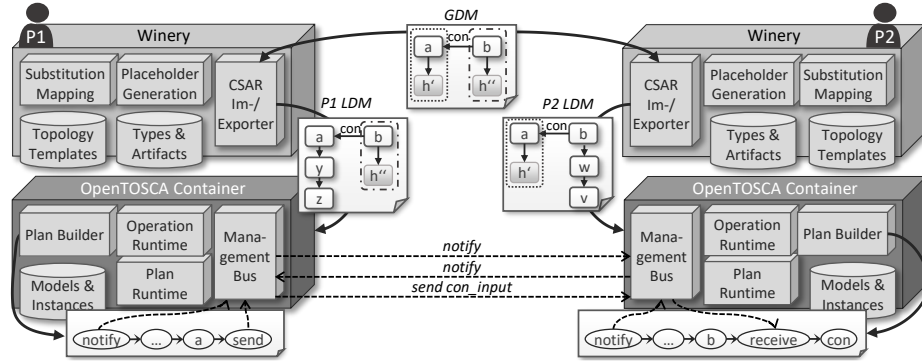 GDM
P1
Winery
Substitution
Mapping
Placeholder
Generation
CSAR
Im-/
Exporter
Topology
Templates
Types &
Artifacts
a
con
b
h'
h''
P2
Winery
CSAR
Im-/
Exporter
Placeholder
Generation
Substitution
Mapping
Types &
Artifacts
Topology
Templates
P1 LDM
a
con
b
y
h''
z
P2 LDM
a
con
b
h'
w
v
OpenTOSCA Container
Plan Builder
Operation
Runtime
Mana-
gement
Bus
Models &
Instances
Plan
Runtime
notify
notify
send con_input
OpenTOSCA Container
Mana-
gement
Bus
Operation
Runtime
Plan Builder
Plan
Runtime
Models &
Instances
notify
...
a
send
notify
...
b
receive
con